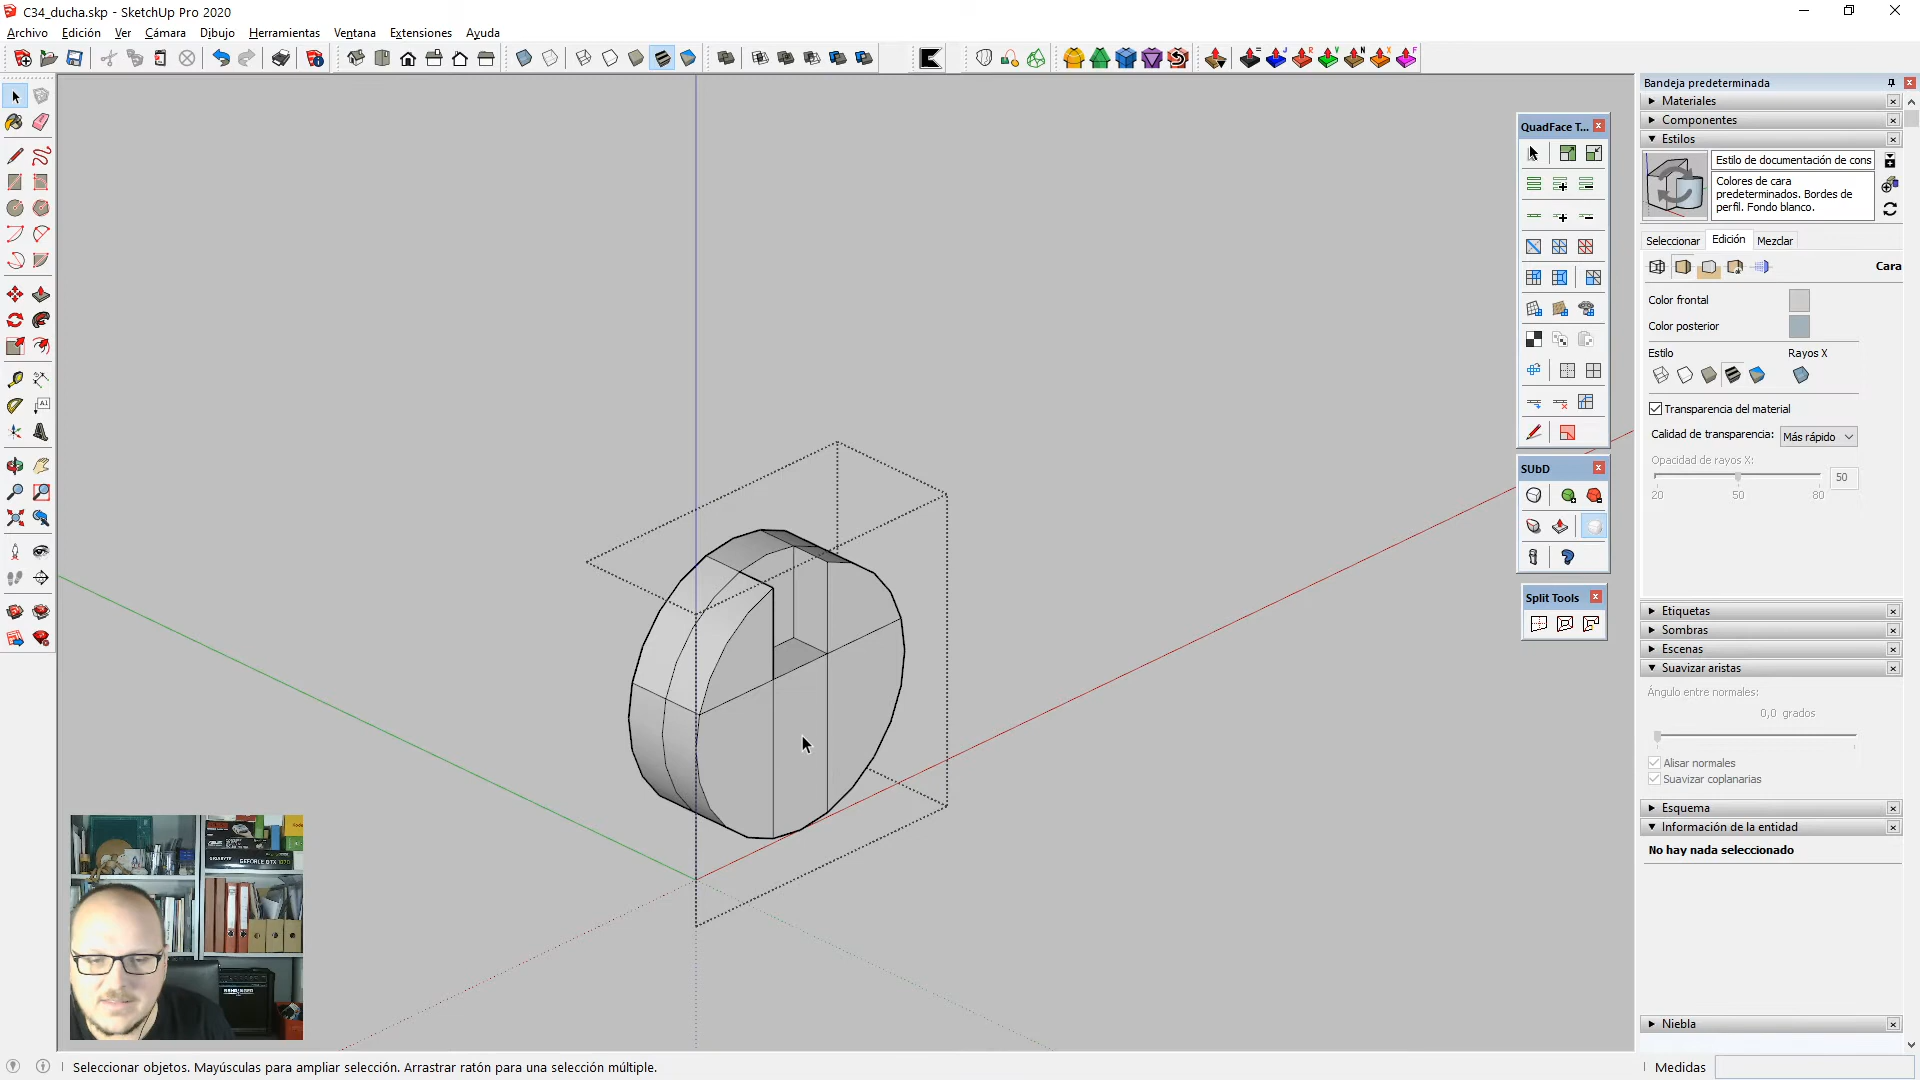 C34_ducha.skp - SketchUp Pro 2020
Archivo Edición Ver Cámara Dibujo Herramientas Ventana Extensiones Ayuda
Bandeja predeterminada
Materiales
Componentes
Estilos
Estilo de documentación de cons
Colores de cara
predeterminados. Bordes de
perfil. Fondo blanco.
Seleccionar Edición Mezclar
Cara
Color frontal
Color posterior
Estilo Rayos X
Transparencia del material
Calidad de transparencia: Más rápido
Opacidad de rayos X:
50
20 50 80
Etiquetas
Sombras
Escenas
Suavizar aristas
Ángulo entre normales:
0,0 grados
Alisar normales
Suavizar coplanarias
Esquema
Información de la entidad
No hay nada seleccionado
Niebla
QuadFace T...
SUbD
Split Tools
GIGABYTE
GEFORCE GTX 1070
Seleccionar objetos. Mayúsculas para ampliar selección. Arrastrar ratón para una selección múltiple.
Medidas